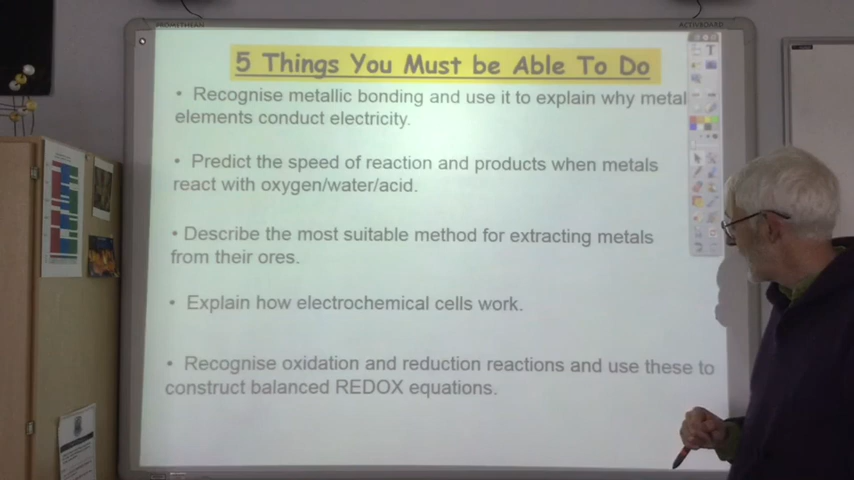 PROMETHEAN
ACTIVBOARD
5 Things You Must be Able To Do
• Recognise metallic bonding and use it to explain why metal
elements conduct electricity.
• Predict the speed of reaction and products when metals
react with oxygen/water/acid.
• Describe the most suitable method for extracting metals
from their ores.
• Explain how electrochemical cells work.
• Recognise oxidation and reduction reactions and use these to
construct balanced REDOX equations.